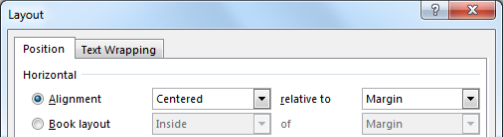 Layout
Position Text Wrapping
Horizontal
Alignment Centered relative to Margin
Book layout Inside of Margin